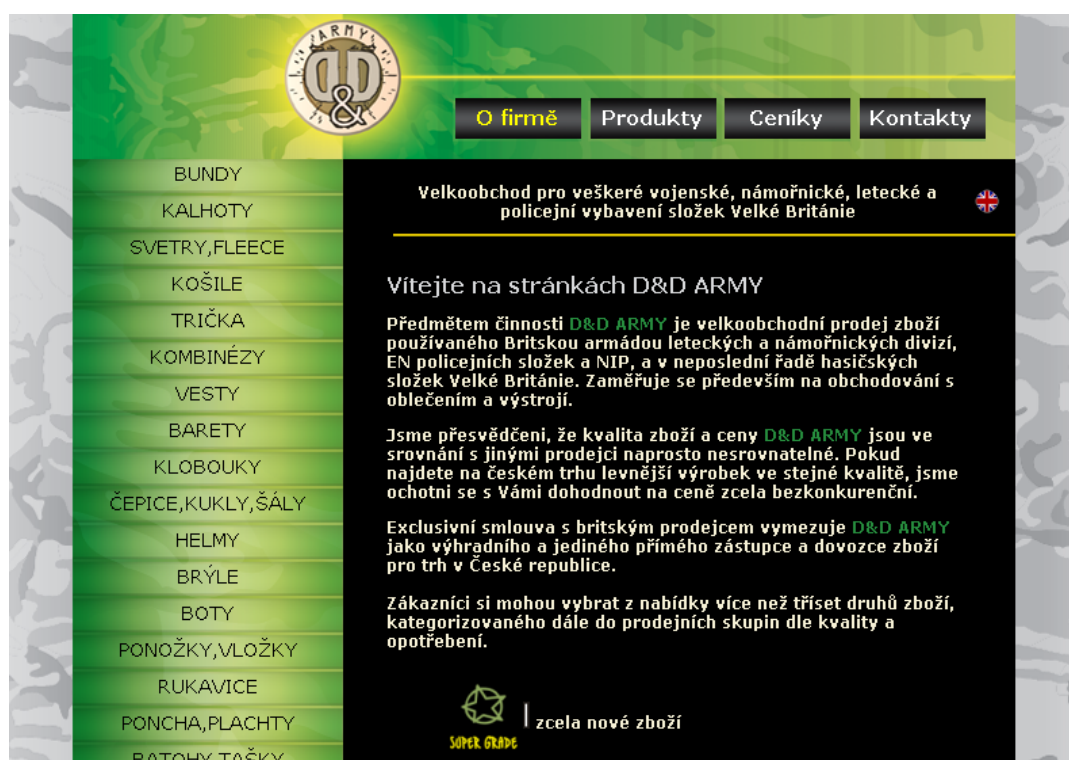 ARMY
D&D
O firmě
Produkty
Ceníky
Kontakty
BUNDY
KALHOTY
SVETRY,FLEECE
KOŠILE
TRIČKA
KOMBINÉZY
VESTY
BARETY
KLOBOUKY
ČEPICE,KUKLY,ŠÁLY
HELMY
BRÝLE
BOTY
PONOŽKY,VLOŽKY
RUKAVICE
PONCHA,PLACHTY
BATOHY,TAŠKY
Velkoobchod pro veškeré vojenské, námořnické, letecké a
policejní vybavení složek Velké Británie
Vítejte na stránkách D&D ARMY
Předmětem činnosti D&D ARMY je velkoobchodní prodej zboží
používaného Britskou armádou leteckých a námořnických divizí,
EN policejních složek a NIP, a v neposlední řadě hasičských
složek Velké Británie. Zaměřuje se především na obchodování s
oblečením a výstrojí.
Jsme přesvědčeni, že kvalita zboží a ceny D&D ARMY jsou ve
srovnání s jinými prodejci naprosto nesrovnatelné. Pokud
najdete na českém trhu levnější výrobek ve stejné kvalitě, jsme
ochotni se s Vámi dohodnout na ceně zcela bezkonkurenční.
Exclusivní smlouva s britským prodejcem vymezuje D&D ARMY
jako výhradního a jediného přímého zástupce a dovozce zboží
pro trh v České republice.
Zákazníci si mohou vybrat z nabídky více než tříset druhů zboží,
kategorizovaného dále do prodejních skupin dle kvality a
opotřebení.
SUPER GRADE
zcela nové zboží